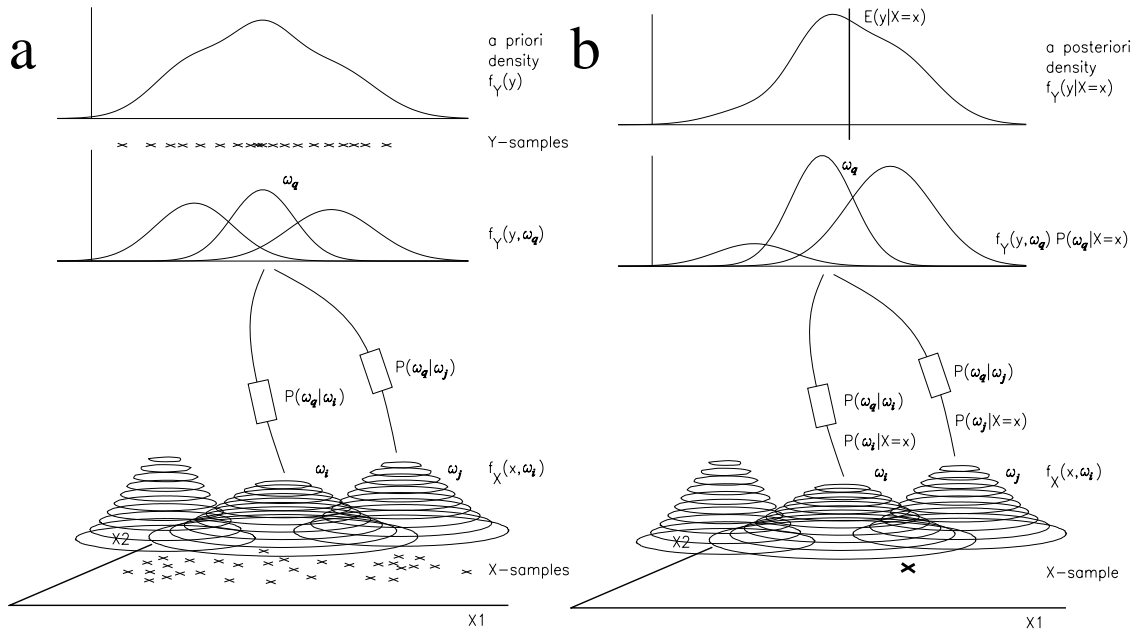 a
a priori
density
f_Y(y)
Y-samples
ω_q
f_Y(y,ω_q)
P(ω_q|ω_j)
P(ω_q|ω_i)
ω_i
ω_j
f_X(x,ω_i)
X2
X-samples
X1
b
E(y|X=x)
a posteriori
density
f_Y(y|X=x)
ω_q
f_Y(y,ω_q) P(ω_q|X=x)
P(ω_q|ω_j)
P(ω_q|ω_i)
P(ω_j|X=x)
P(ω_i|X=x)
ω_i
ω_j
f_X(x,ω_i)
X2
X-sample
X1